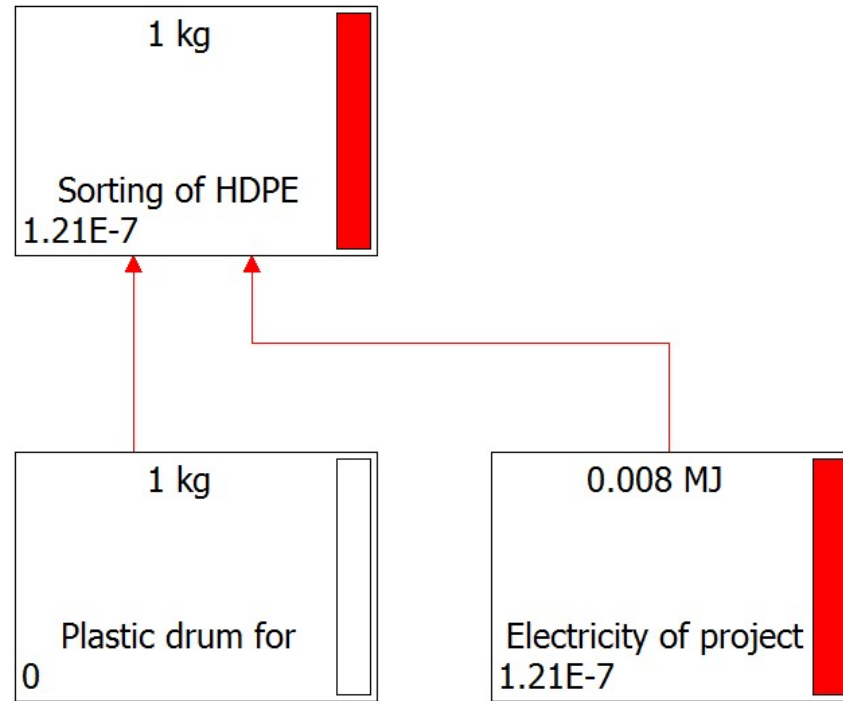 1 kg
Sorting of HDPE
1.21E-7
1 kg
Plastic drum for
0
0.008 MJ
Electricity of project
1.21E-7